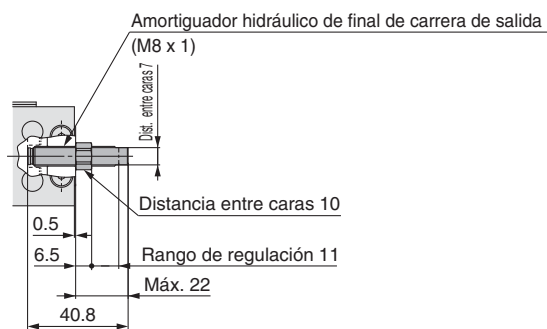 Amortiguador hidráulico de final de carrera de salida
(M8 x 1)
Dist. entre caras 7
Distancia entre caras 10
0.5
6.5
Rango de regulación 11
Máx. 22
40.8